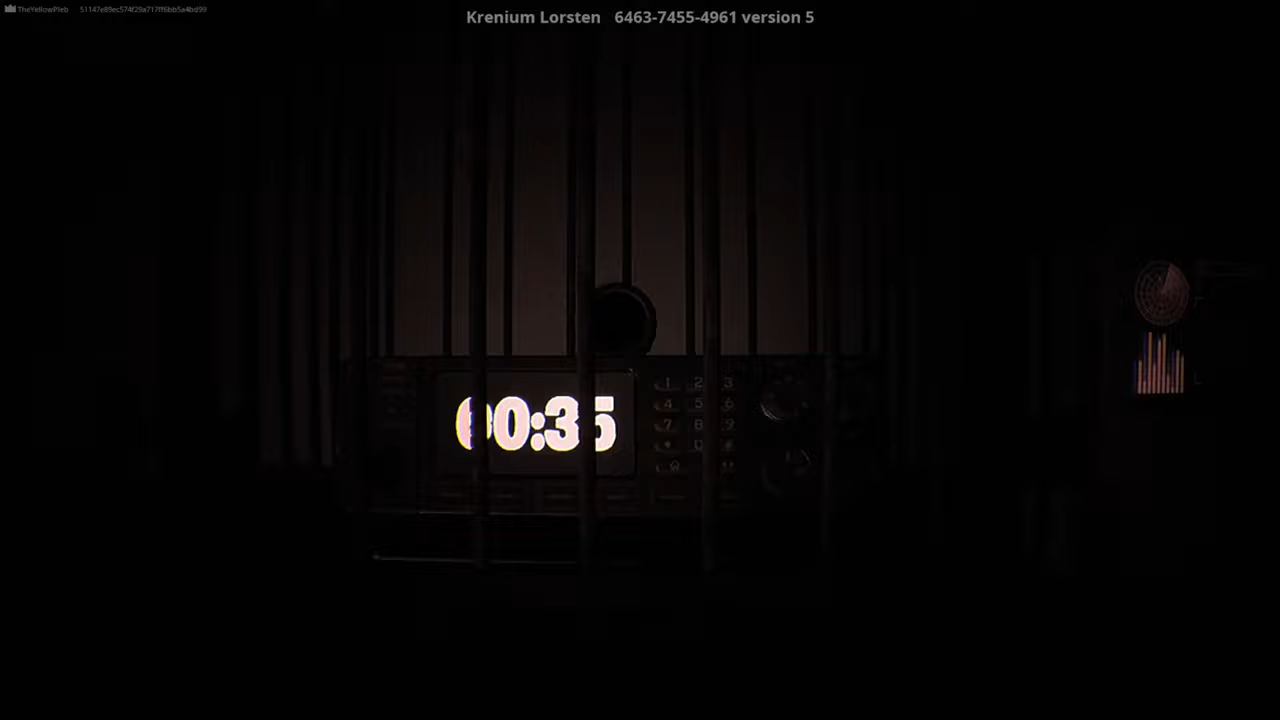 TheYellowPleb 51147e89ec574f29a717ff6bb5a4bd99
Krenium Lorsten 6463-7455-4961 version 5
00:35
1 2 3
4 5 6
7 8 9
* 0 #